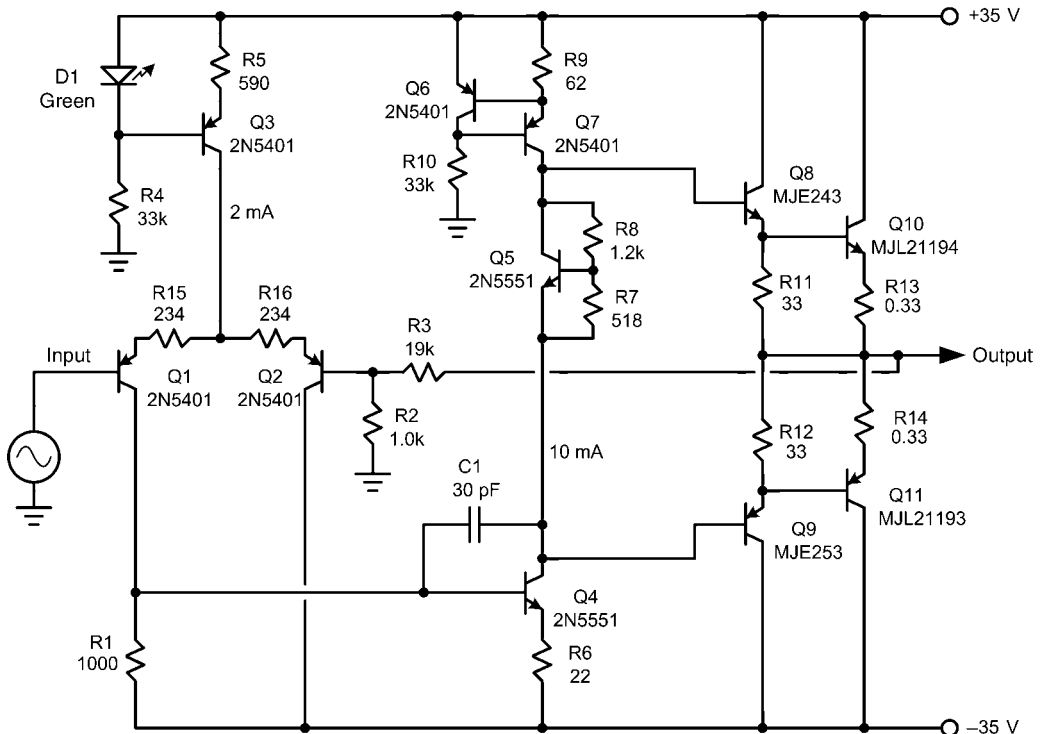 +35 V
D1
Green
R5
590
Q3
2N5401
R4
33k
2 mA
Q6
2N5401
R9
62
Q7
2N5401
R10
33k
Q8
MJE243
Q10
MJL21194
R8
1.2k
Q5
2N5551
R7
518
R11
33
R13
0.33
R15
234
R16
234
R3
19k
Input
Q1
2N5401
Q2
2N5401
R2
1.0k
Output
R12
33
R14
0.33
10 mA
C1
30 pF
Q9
MJE253
Q11
MJL21193
Q4
2N5551
R1
1000
R6
22
–35 V